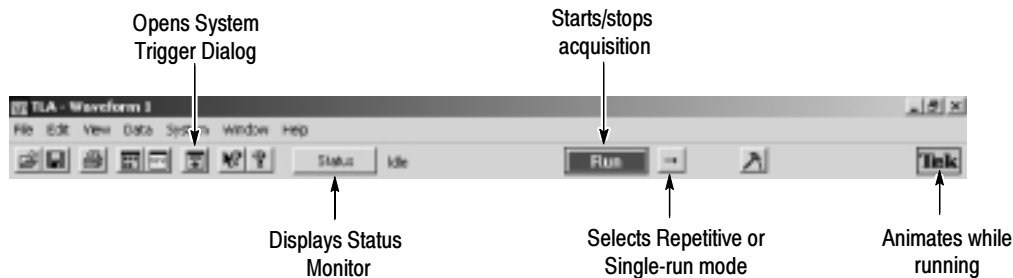 Opens System
Trigger Dialog
Starts/stops
acquisition
TLA - Waveform 1
File Edit View Data System Window Help
Status Idle Run Tek
Displays Status
Monitor
Selects Repetitive or
Single-run mode
Animates while
running